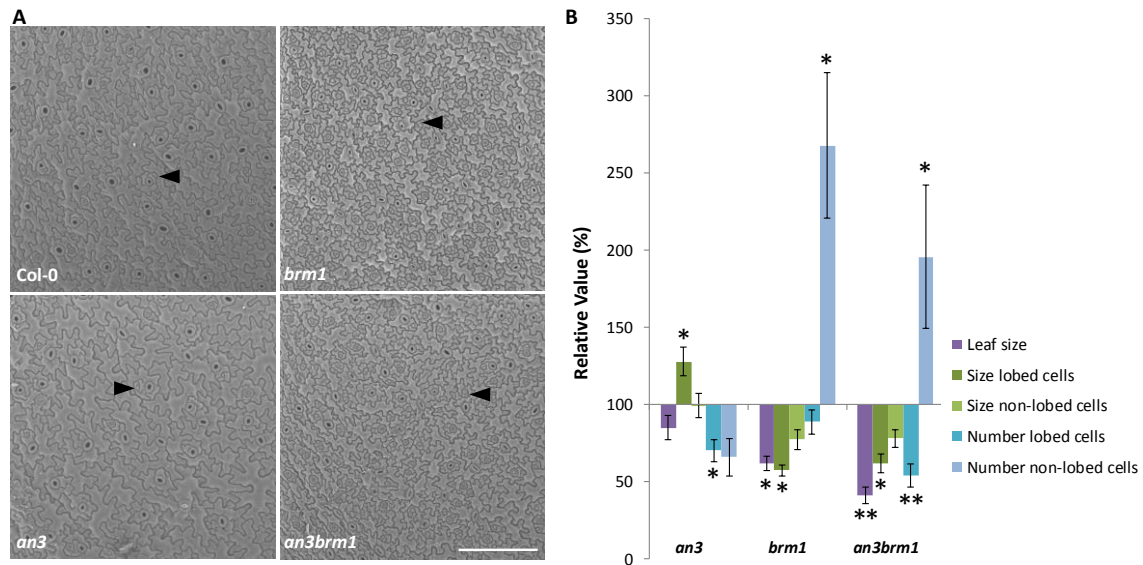 A
Col-0
brm1
an3
an3brm1
B
Relative Value (%)
350
300
250
200
150
100
50
0
*
*
*
*
*
**
*
**
*
an3
brm1
an3brm1
Leaf size
Size lobed cells
Size non-lobed cells
Number lobed cells
Number non-lobed cells